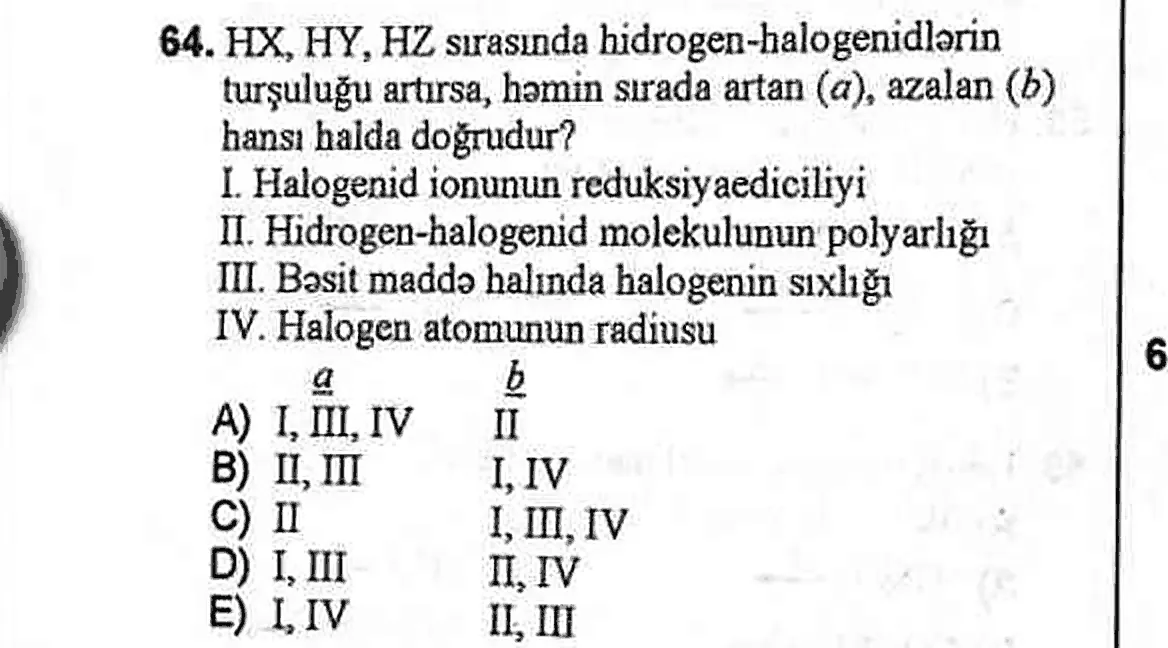 64. HX, HY, HZ sırasında hidrogen-halogenidlərin
turşuluğu artırsa, həmin sırada artan (a), azalan (b)
hansı halda doğrudur?
I. Halogenid ionunun reduksiyaediciliyi
II. Hidrogen-halogenid molekulunun polyarlığı
III. Bəsit maddə halında halogenin sıxlığı
IV. Halogen atomunun radiusu
a b
A) I, III, IV II
B) II, III I, IV
C) II I, III, IV
D) I, III II, IV
E) I, IV II, III
6